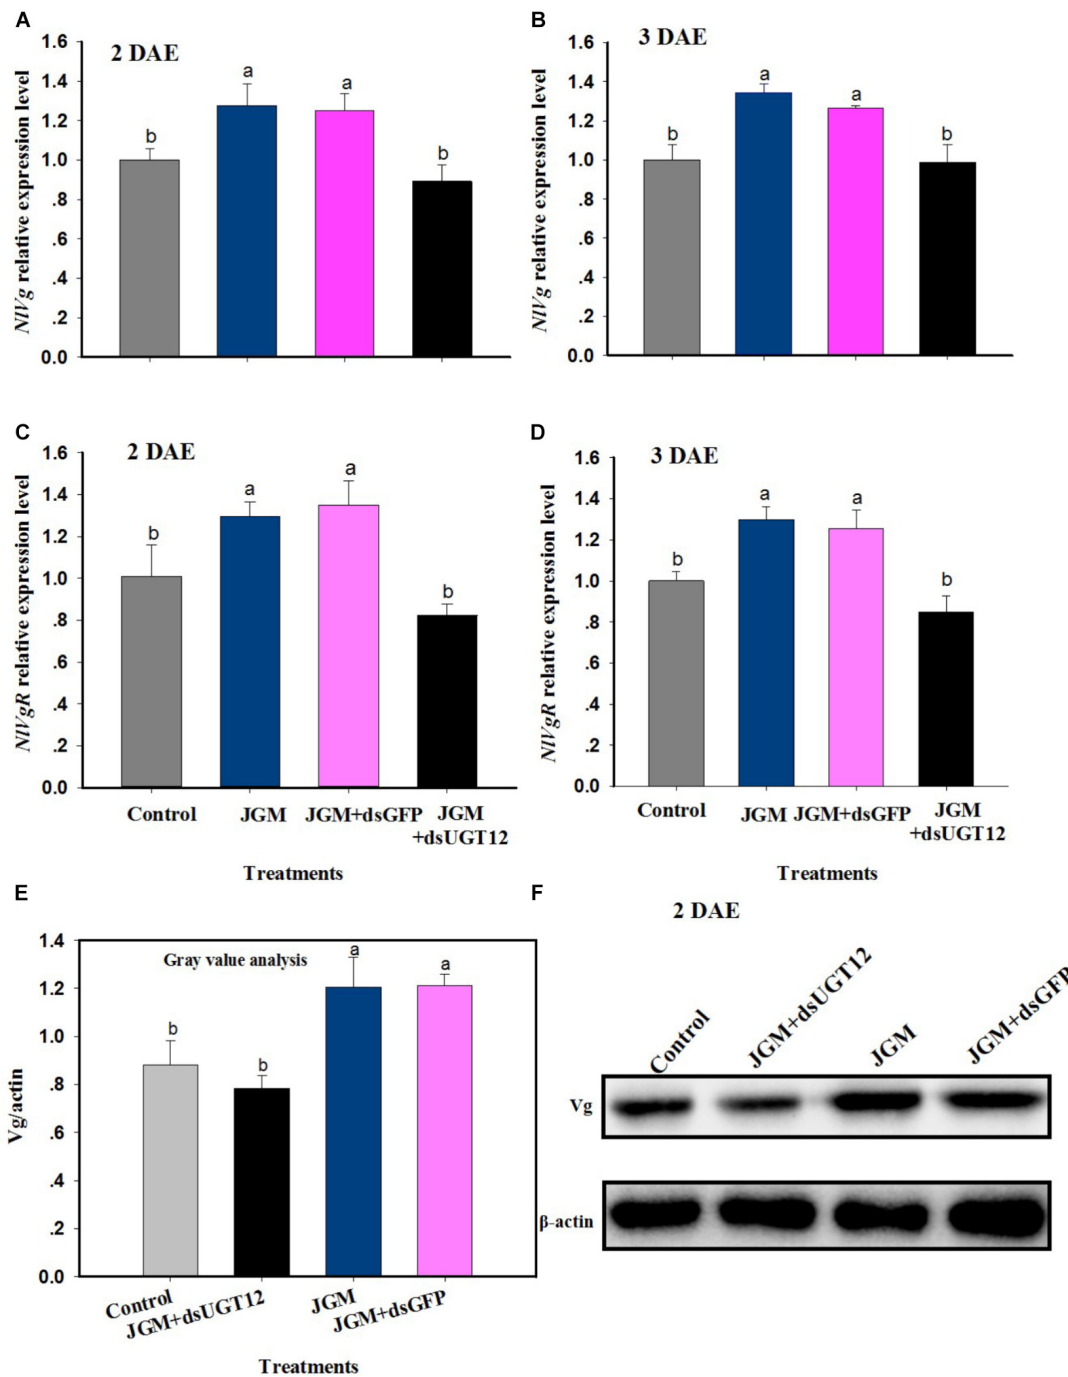 A
2 DAE
NlVg relative expression level
1.6
1.4
1.2
1.0
.8
.6
.4
.2
0.0
b
a
a
b
B
3 DAE
NlVg relative expression level
1.6
1.4
1.2
1.0
.8
.6
.4
.2
0.0
b
a
a
b
C
2 DAE
NlVgR relative expression level
1.6
1.4
1.2
1.0
.8
.6
.4
.2
0.0
b
a
a
b
Control
JGM
JGM+dsGFP
JGM
+dsUGT12
Treatments
D
3 DAE
NlVgR relative expression level
1.6
1.4
1.2
1.0
.8
.6
.4
.2
0.0
b
a
a
b
Control
JGM
JGM+dsGFP
JGM
+dsUGT12
Treatments
E
Gray value analysis
Vg/actin
1.4
1.2
1.0
.8
.6
.4
.2
0.0
b
b
a
a
Control
JGM+dsUGT12
JGM
JGM+dsGFP
Treatments
F
2 DAE
Control
JGM+dsUGT12
JGM
JGM+dsGFP
Vg
β-actin